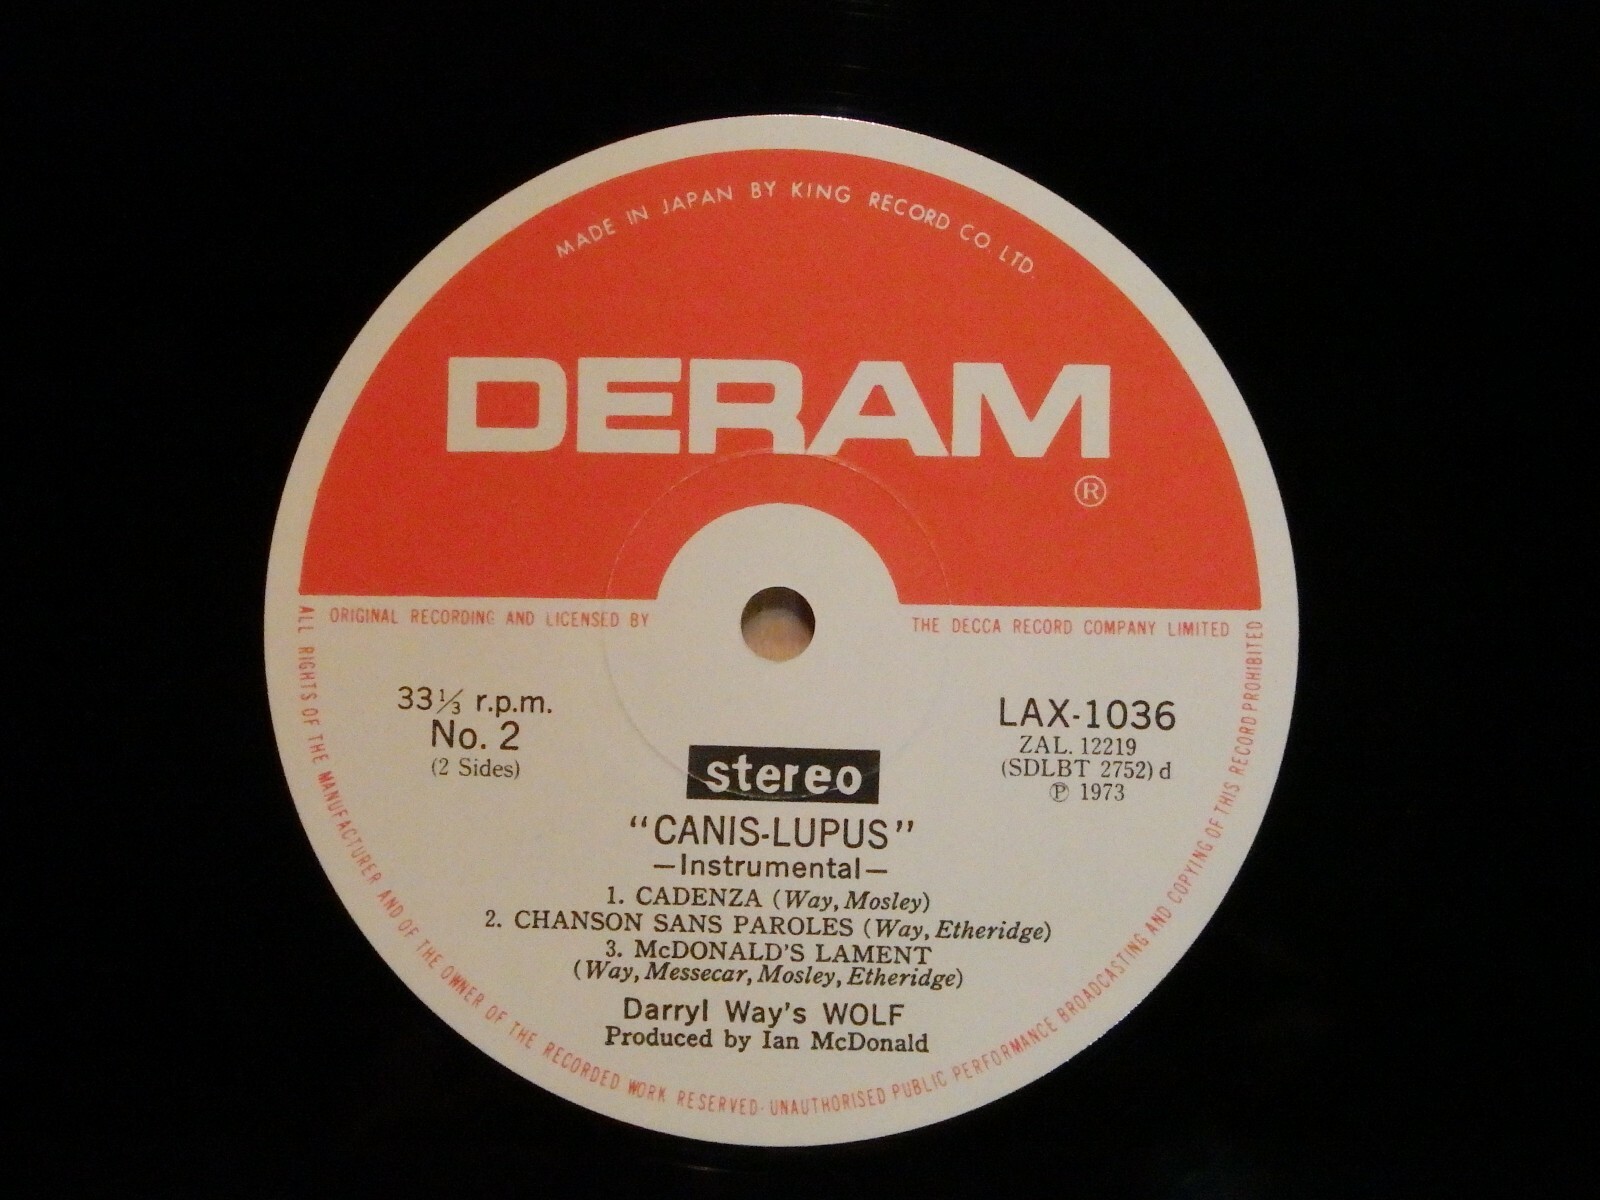 MADE IN JAPAN BY KING RECORD CO. LTD.
DERAM
®
ORIGINAL RECORDING AND LICENSED BY THE DECCA RECORD COMPANY LIMITED
33⅓ r.p.m.
No. 2
(2 Sides)
LAX-1036
ZAL. 12219
(SDLBT 2752) d
℗ 1973
stereo
"CANIS-LUPUS"
—Instrumental—
1. CADENZA (Way, Mosley)
2. CHANSON SANS PAROLES (Way, Etheridge)
3. McDONALD'S LAMENT
(Way, Messecar, Mosley, Etheridge)
Darryl Way's WOLF
Produced by Ian McDonald
ALL RIGHTS OF THE MANUFACTURER AND OF THE OWNER OF THE RECORDED WORK RESERVED · UNAUTHORISED PUBLIC PERFORMANCE BROADCASTING AND COPYING OF THIS RECORD PROHIBITED